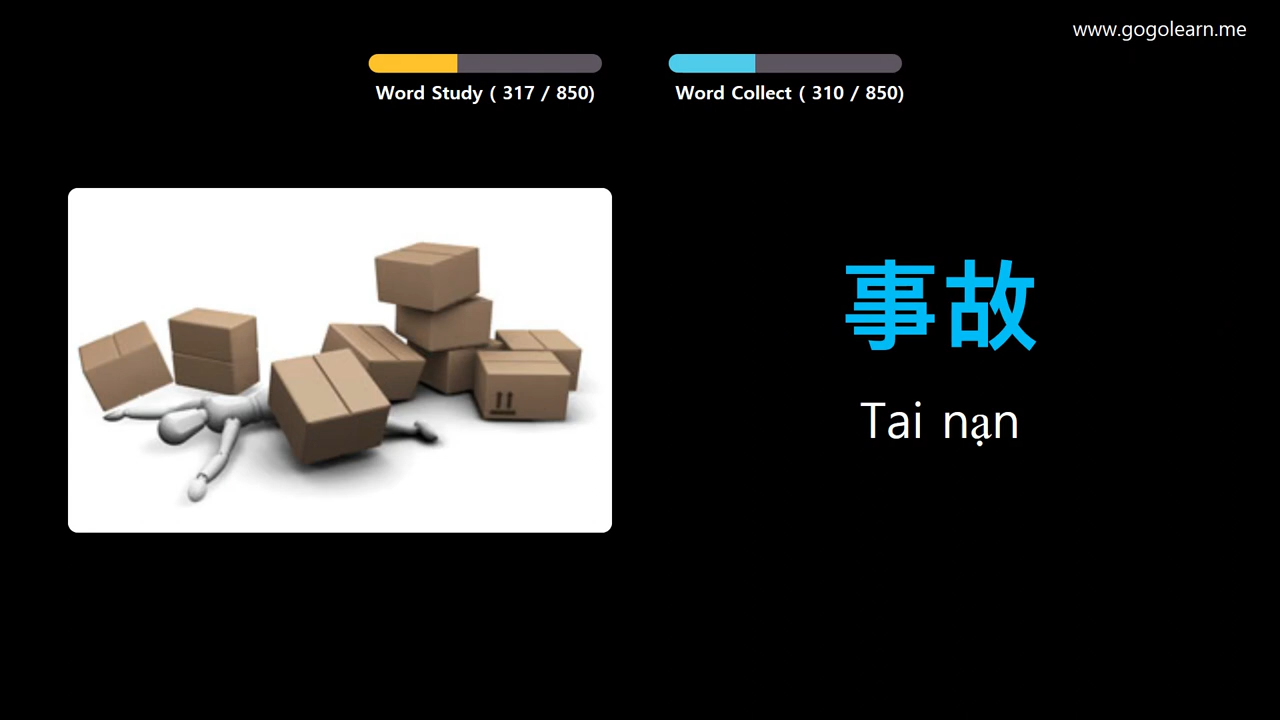 www.gogolearn.me
Word Study ( 317 / 850)
Word Collect ( 310 / 850)
事故
Tai nạn